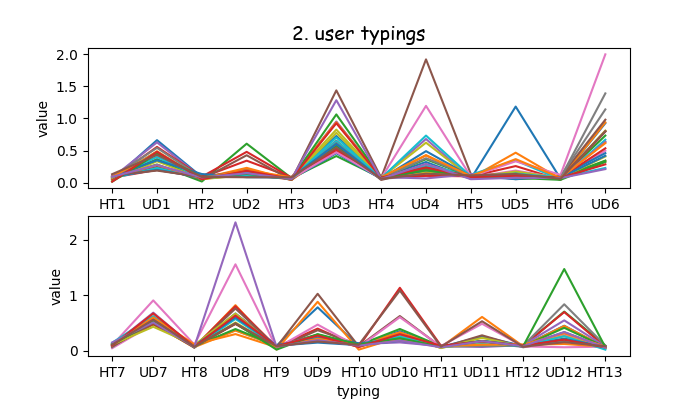 2. user typings
2.0
1.5
1.0
0.5
0.0
value
HT1 UD1 HT2 UD2 HT3 UD3 HT4 UD4 HT5 UD5 HT6 UD6
2
1
0
value
HT7 UD7 HT8 UD8 HT9 UD9 HT10 UD10 HT11 UD11 HT12 UD12 HT13
typing